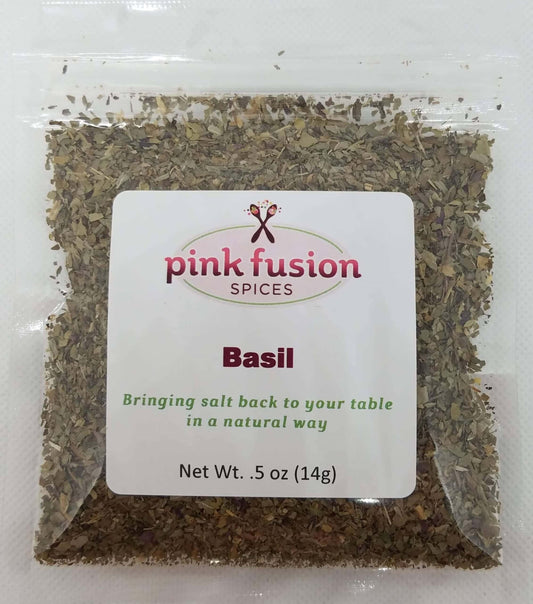 pink fusion
SPICES
Basil
Bringing salt back to your table
in a natural way
Net Wt. .5 oz (14g)